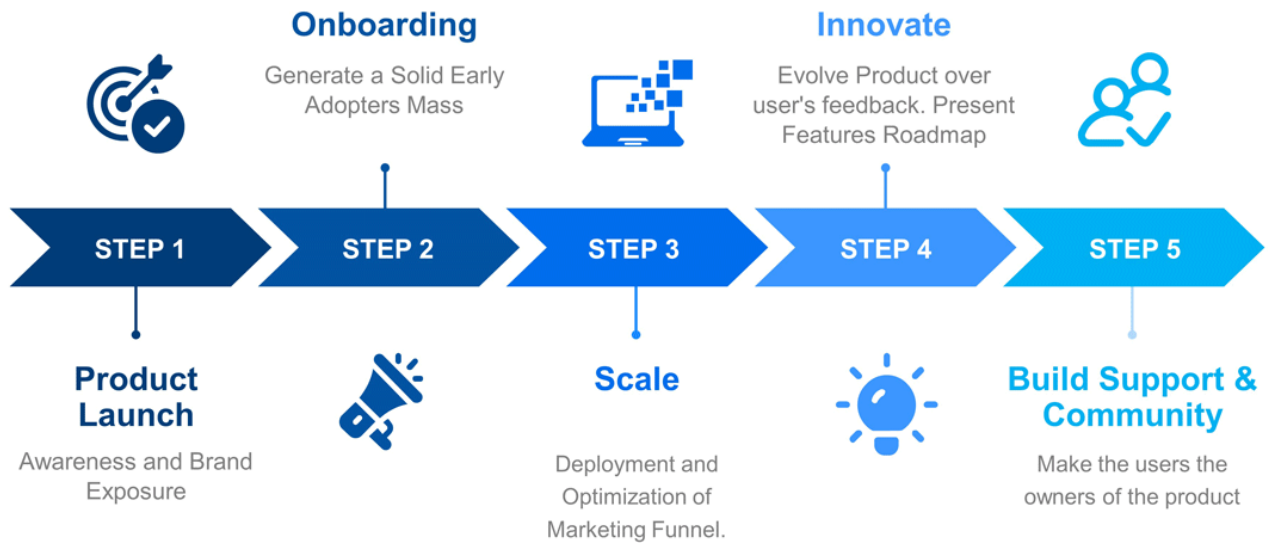 Onboarding
Generate a Solid Early
Adopters Mass
Innovate
Evolve Product over
user's feedback. Present
Features Roadmap
STEP 1
STEP 2
STEP 3
STEP 4
STEP 5
Product
Launch
Awareness and Brand
Exposure
Scale
Deployment and
Optimization of
Marketing Funnel.
Build Support &
Community
Make the users the
owners of the product